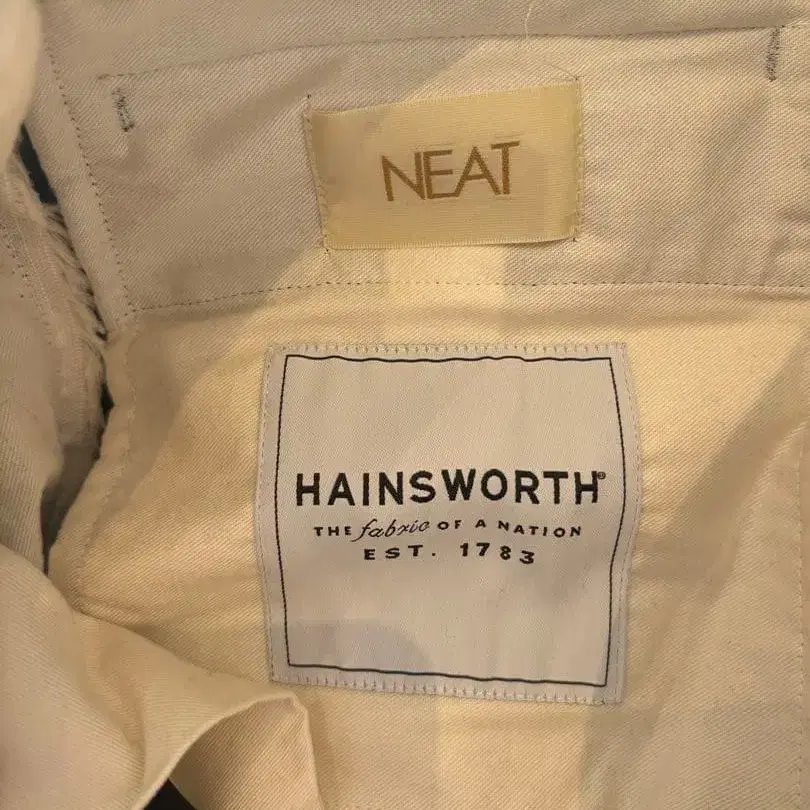 NEAT
HAINSWORTH®
THE fabric OF A NATION
EST. 1783